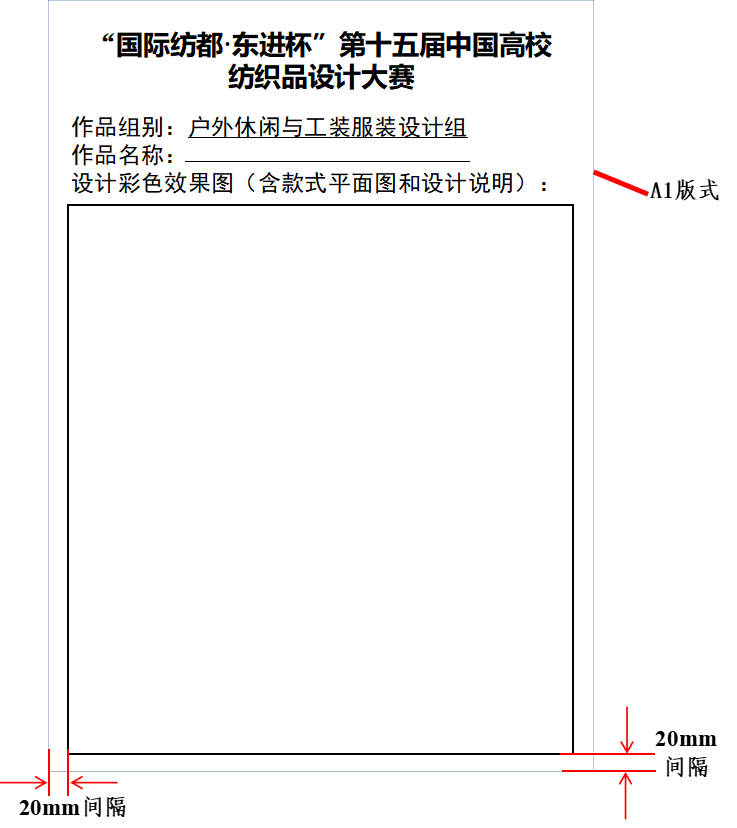 “国际纺都·东进杯”第十五届中国高校
纺织品设计大赛
作品组别：户外休闲与工装服装设计组
作品名称：
设计彩色效果图（含款式平面图和设计说明）：
A1版式
20mm
间隔
20mm间隔